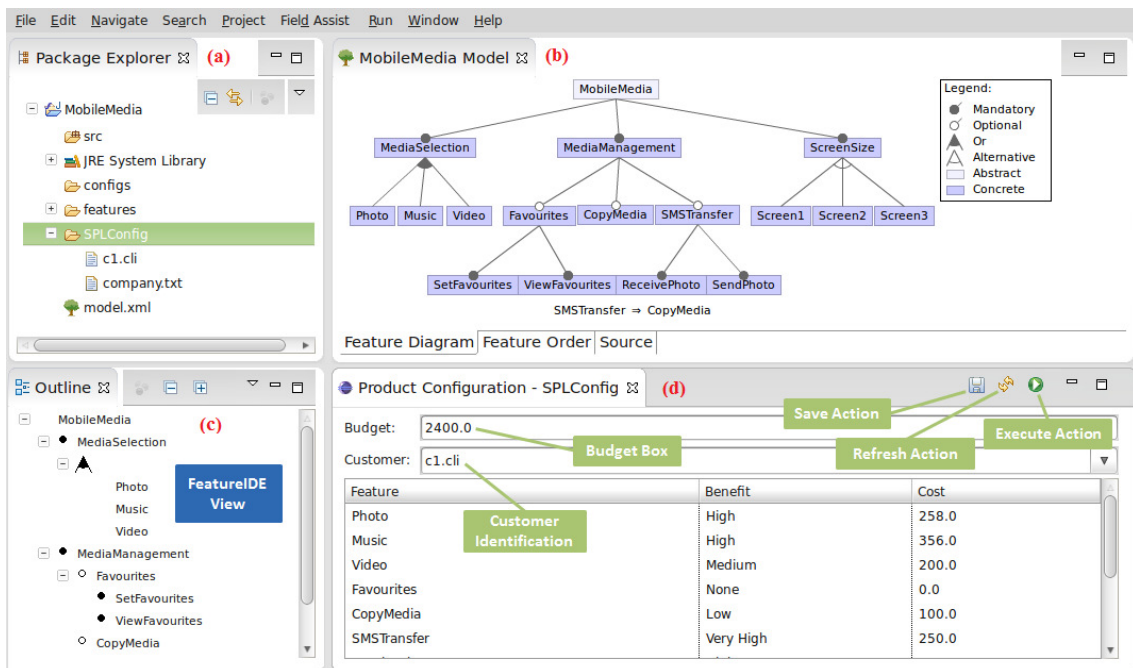 File Edit Navigate Search Project Field Assist Run Window Help
Package Explorer (a)
MobileMedia
src
JRE System Library
configs
features
SPLConfig
c1.cli
company.txt
model.xml
MobileMedia Model (b)
MobileMedia
MediaSelection MediaManagement ScreenSize
Photo Music Video Favourites CopyMedia SMSTransfer Screen1 Screen2 Screen3
SetFavourites ViewFavourites ReceivePhoto SendPhoto
SMSTransfer ⇒ CopyMedia
Legend:
Mandatory
Optional
Or
Alternative
Abstract
Concrete
Feature Diagram Feature Order Source
Outline
(c)
MobileMedia
MediaSelection
Photo
Music
Video
MediaManagement
Favourites
SetFavourites
ViewFavourites
CopyMedia
FeatureIDE
View
Product Configuration - SPLConfig (d)
Save Action
Refresh Action
Execute Action
Budget: 2400.0
Budget Box
Customer: c1.cli
Customer
Identification
Feature Benefit Cost
Photo High 258.0
Music High 356.0
Video Medium 200.0
Favourites None 0.0
CopyMedia Low 100.0
SMSTransfer Very High 250.0